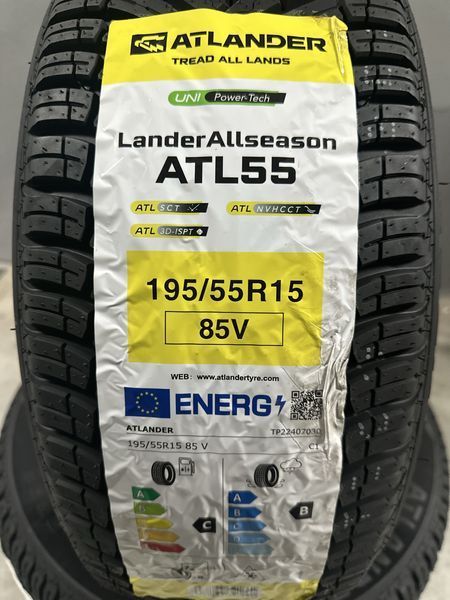 ATLANDER
TREAD ALL LANDS
UNI Power-Tech
LanderAllseason
ATL55
ATL SCT ATL NVHCCT
ATL 3D-ISPT
195/55R15
85V
WEB: www.atlandertyre.com
ENERG
ATLANDER TP22407030
195/55R15 85 V C1
A A
B B B
C C C
D D
E E